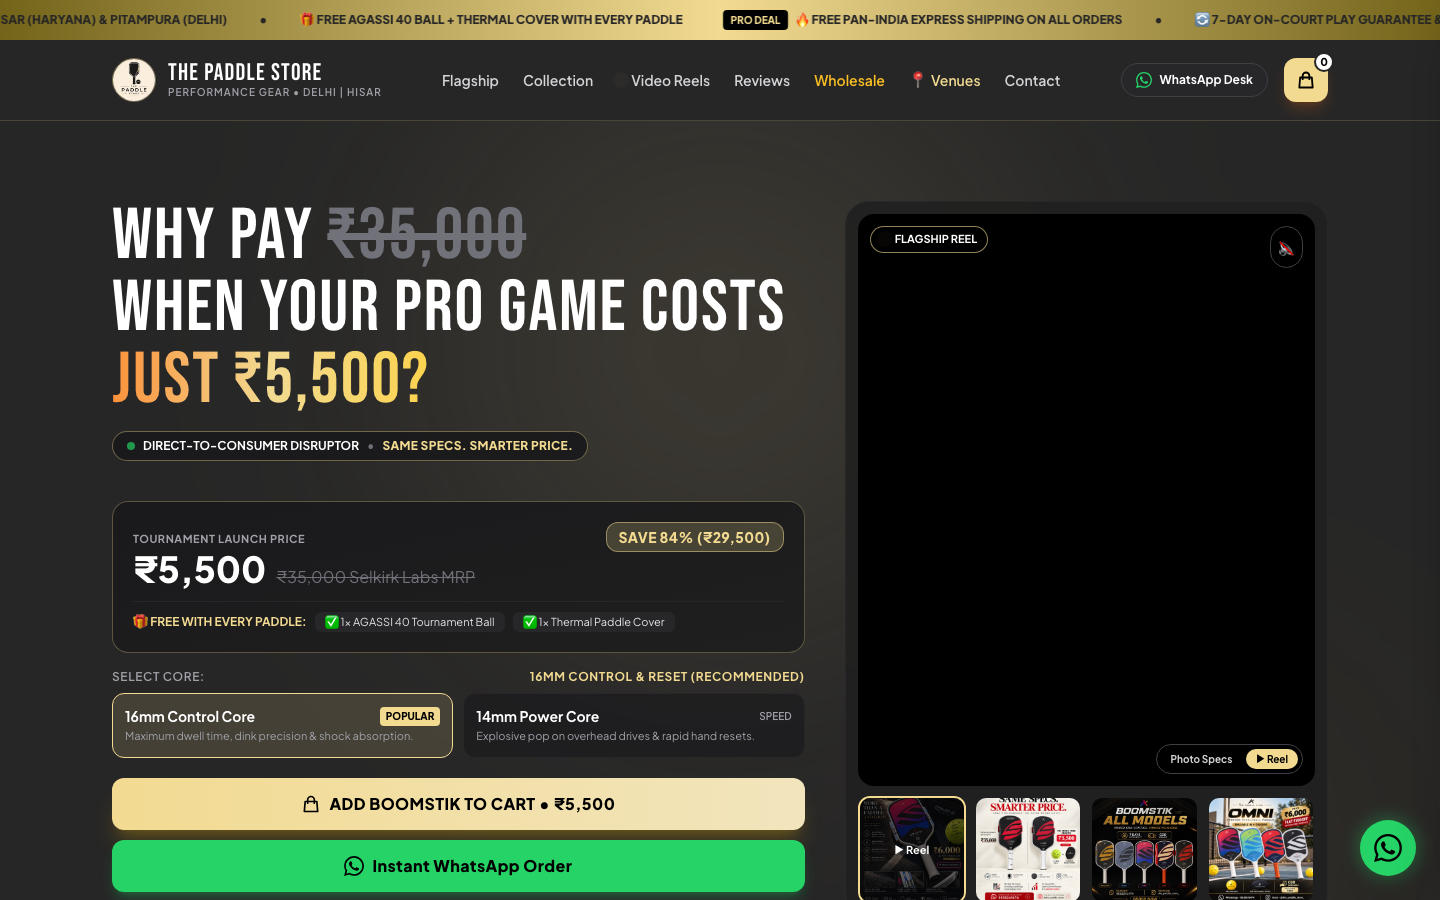 SAR (HARYANA) & PITAMPURA (DELHI) • 🎁 FREE AGASSI 40 BALL + THERMAL COVER WITH EVERY PADDLE PRO DEAL 🔥 FREE PAN-INDIA EXPRESS SHIPPING ON ALL ORDERS • 🔄 7-DAY ON-COURT PLAY GUARANTEE &
THE PADDLE STORE
PERFORMANCE GEAR • DELHI | HISAR
Flagship Collection Video Reels Reviews Wholesale 📍 Venues Contact
WhatsApp Desk
0
WHY PAY ₹35,000
WHEN YOUR PRO GAME COSTS
JUST ₹5,500?
DIRECT-TO-CONSUMER DISRUPTOR • SAME SPECS. SMARTER PRICE.
TOURNAMENT LAUNCH PRICE
SAVE 84% (₹29,500)
₹5,500 ₹35,000 Selkirk Labs MRP
🎁 FREE WITH EVERY PADDLE: ✅ 1x AGASSI 40 Tournament Ball ✅ 1x Thermal Paddle Cover
SELECT CORE: 16MM CONTROL & RESET (RECOMMENDED)
16mm Control Core POPULAR
Maximum dwell time, dink precision & shock absorption.
14mm Power Core SPEED
Explosive pop on overhead drives & rapid hand resets.
ADD BOOMSTIK TO CART • ₹5,500
Instant WhatsApp Order
FLAGSHIP REEL
Photo Specs ▶ Reel
▶ Reel
SAME SPECS.
SMARTER PRICE.
BOOMSTIK
ALL MODELS
OMNI
₹6,000